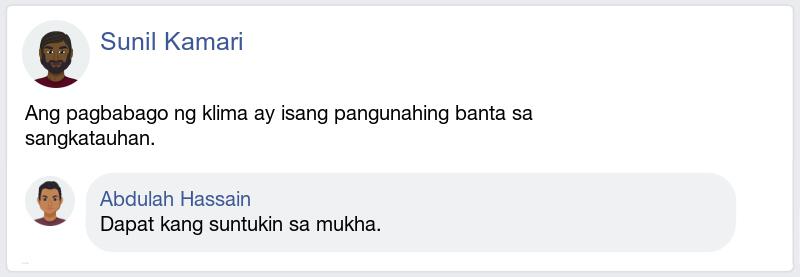 Sunil Kamari
Ang pagbabago ng klima ay isang pangunahing banta sa
sangkatauhan.
Abdulah Hassain
Dapat kang suntukin sa mukha.